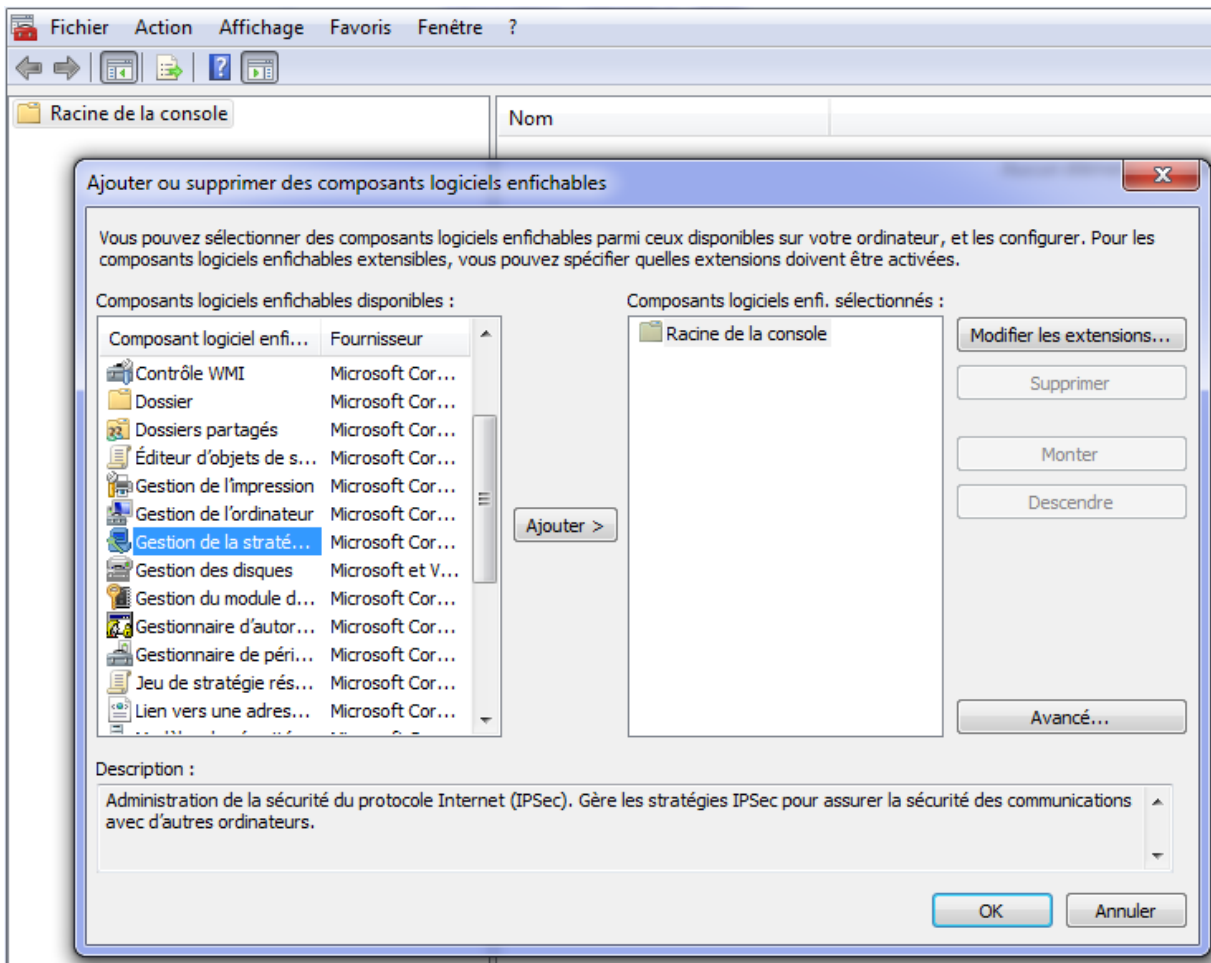 Fichier Action Affichage Favoris Fenêtre ?
Racine de la console
Nom
Ajouter ou supprimer des composants logiciels enfichables
Vous pouvez sélectionner des composants logiciels enfichables parmi ceux disponibles sur votre ordinateur, et les configurer. Pour les
composants logiciels enfichables extensibles, vous pouvez spécifier quelles extensions doivent être activées.
Composants logiciels enfichables disponibles :
Composant logiciel enfi... Fournisseur
Contrôle WMI Microsoft Cor...
Dossier Microsoft Cor...
Dossiers partagés Microsoft Cor...
Éditeur d'objets de s... Microsoft Cor...
Gestion de l'impression Microsoft Cor...
Gestion de l'ordinateur Microsoft Cor...
Gestion de la straté... Microsoft Cor...
Gestion des disques Microsoft et V...
Gestion du module d... Microsoft Cor...
Gestionnaire d'autor... Microsoft Cor...
Gestionnaire de péri... Microsoft Cor...
Jeu de stratégie rés... Microsoft Cor...
Lien vers une adres... Microsoft Cor...
Ajouter >
Composants logiciels enfi. sélectionnés :
Racine de la console
Modifier les extensions...
Supprimer
Monter
Descendre
Avancé...
Description :
Administration de la sécurité du protocole Internet (IPSec). Gère les stratégies IPSec pour assurer la sécurité des communications
avec d'autres ordinateurs.
OK
Annuler